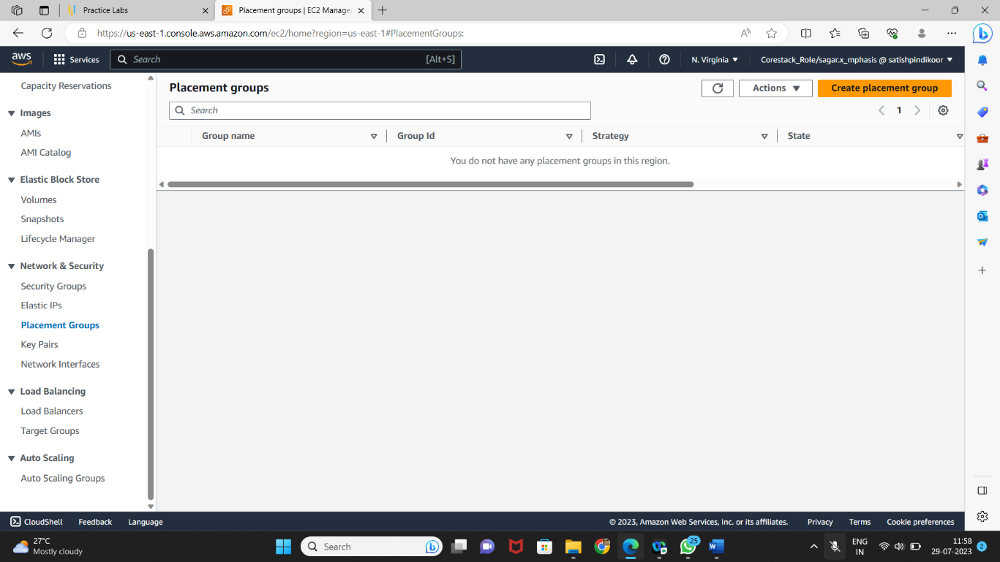 Practice Labs
Placement groups | EC2 Manage
https://us-east-1.console.aws.amazon.com/ec2/home?region=us-east-1#PlacementGroups:
aws
Services
Search
[Alt+S]
N. Virginia
Corestack_Role/sagar.x_mphasis @ satishpindikoor
Capacity Reservations
Images
AMIs
AMI Catalog
Elastic Block Store
Volumes
Snapshots
Lifecycle Manager
Network & Security
Security Groups
Elastic IPs
Placement Groups
Key Pairs
Network Interfaces
Load Balancing
Load Balancers
Target Groups
Auto Scaling
Auto Scaling Groups
Placement groups
Actions
Create placement group
Search
1
Group name
Group Id
Strategy
State
You do not have any placement groups in this region.
CloudShell
Feedback
Language
© 2023, Amazon Web Services, Inc. or its affiliates.
Privacy
Terms
Cookie preferences
27°C
Mostly cloudy
Search
25
ENG
IN
11:58
29-07-2023
2